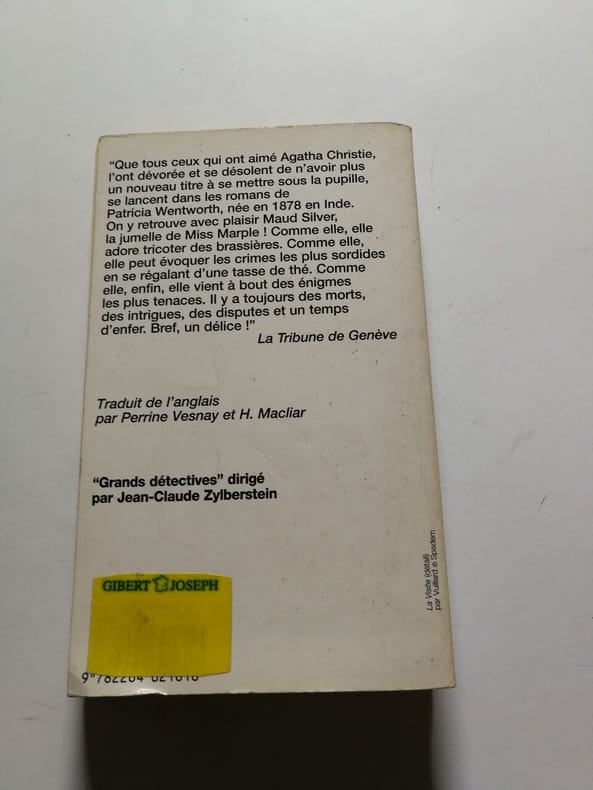 “Que tous ceux qui ont aimé Agatha Christie,
l’ont dévorée et se désolent de n’avoir plus
un nouveau titre à se mettre sous la pupille,
se lancent dans les romans de
Patricia Wentworth, née en 1878 en Inde.
On y retrouve avec plaisir Maud Silver,
la jumelle de Miss Marple ! Comme elle, elle
adore tricoter des brassières. Comme elle,
elle peut évoquer les crimes les plus sordides
en se régalant d’une tasse de thé. Comme
elle, enfin, elle vient à bout des énigmes
les plus tenaces. Il y a toujours des morts,
des intrigues, des disputes et un temps
d’enfer. Bref, un délice !”
La Tribune de Genève
Traduit de l’anglais
par Perrine Vesnay et H. Macliar
“Grands détectives” dirigé
par Jean-Claude Zylberstein
La Visite (détail)
par Vuillard © Spadem
GIBERT JOSEPH